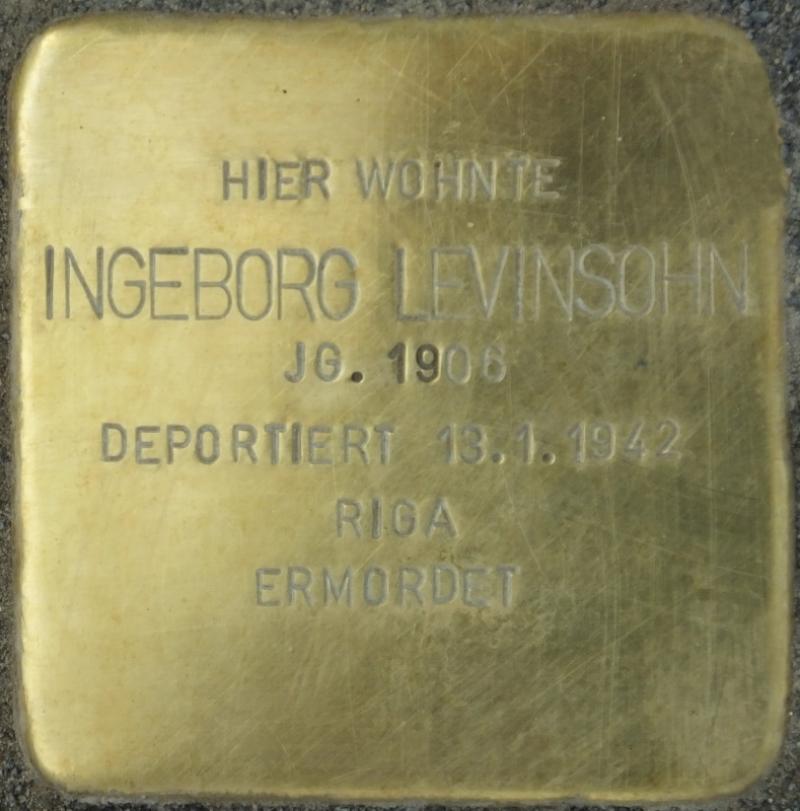 HIER WOHNTE
INGEBORG LEVINSOHN
JG. 1906
DEPORTIERT 13.1.1942
RIGA
ERMORDET